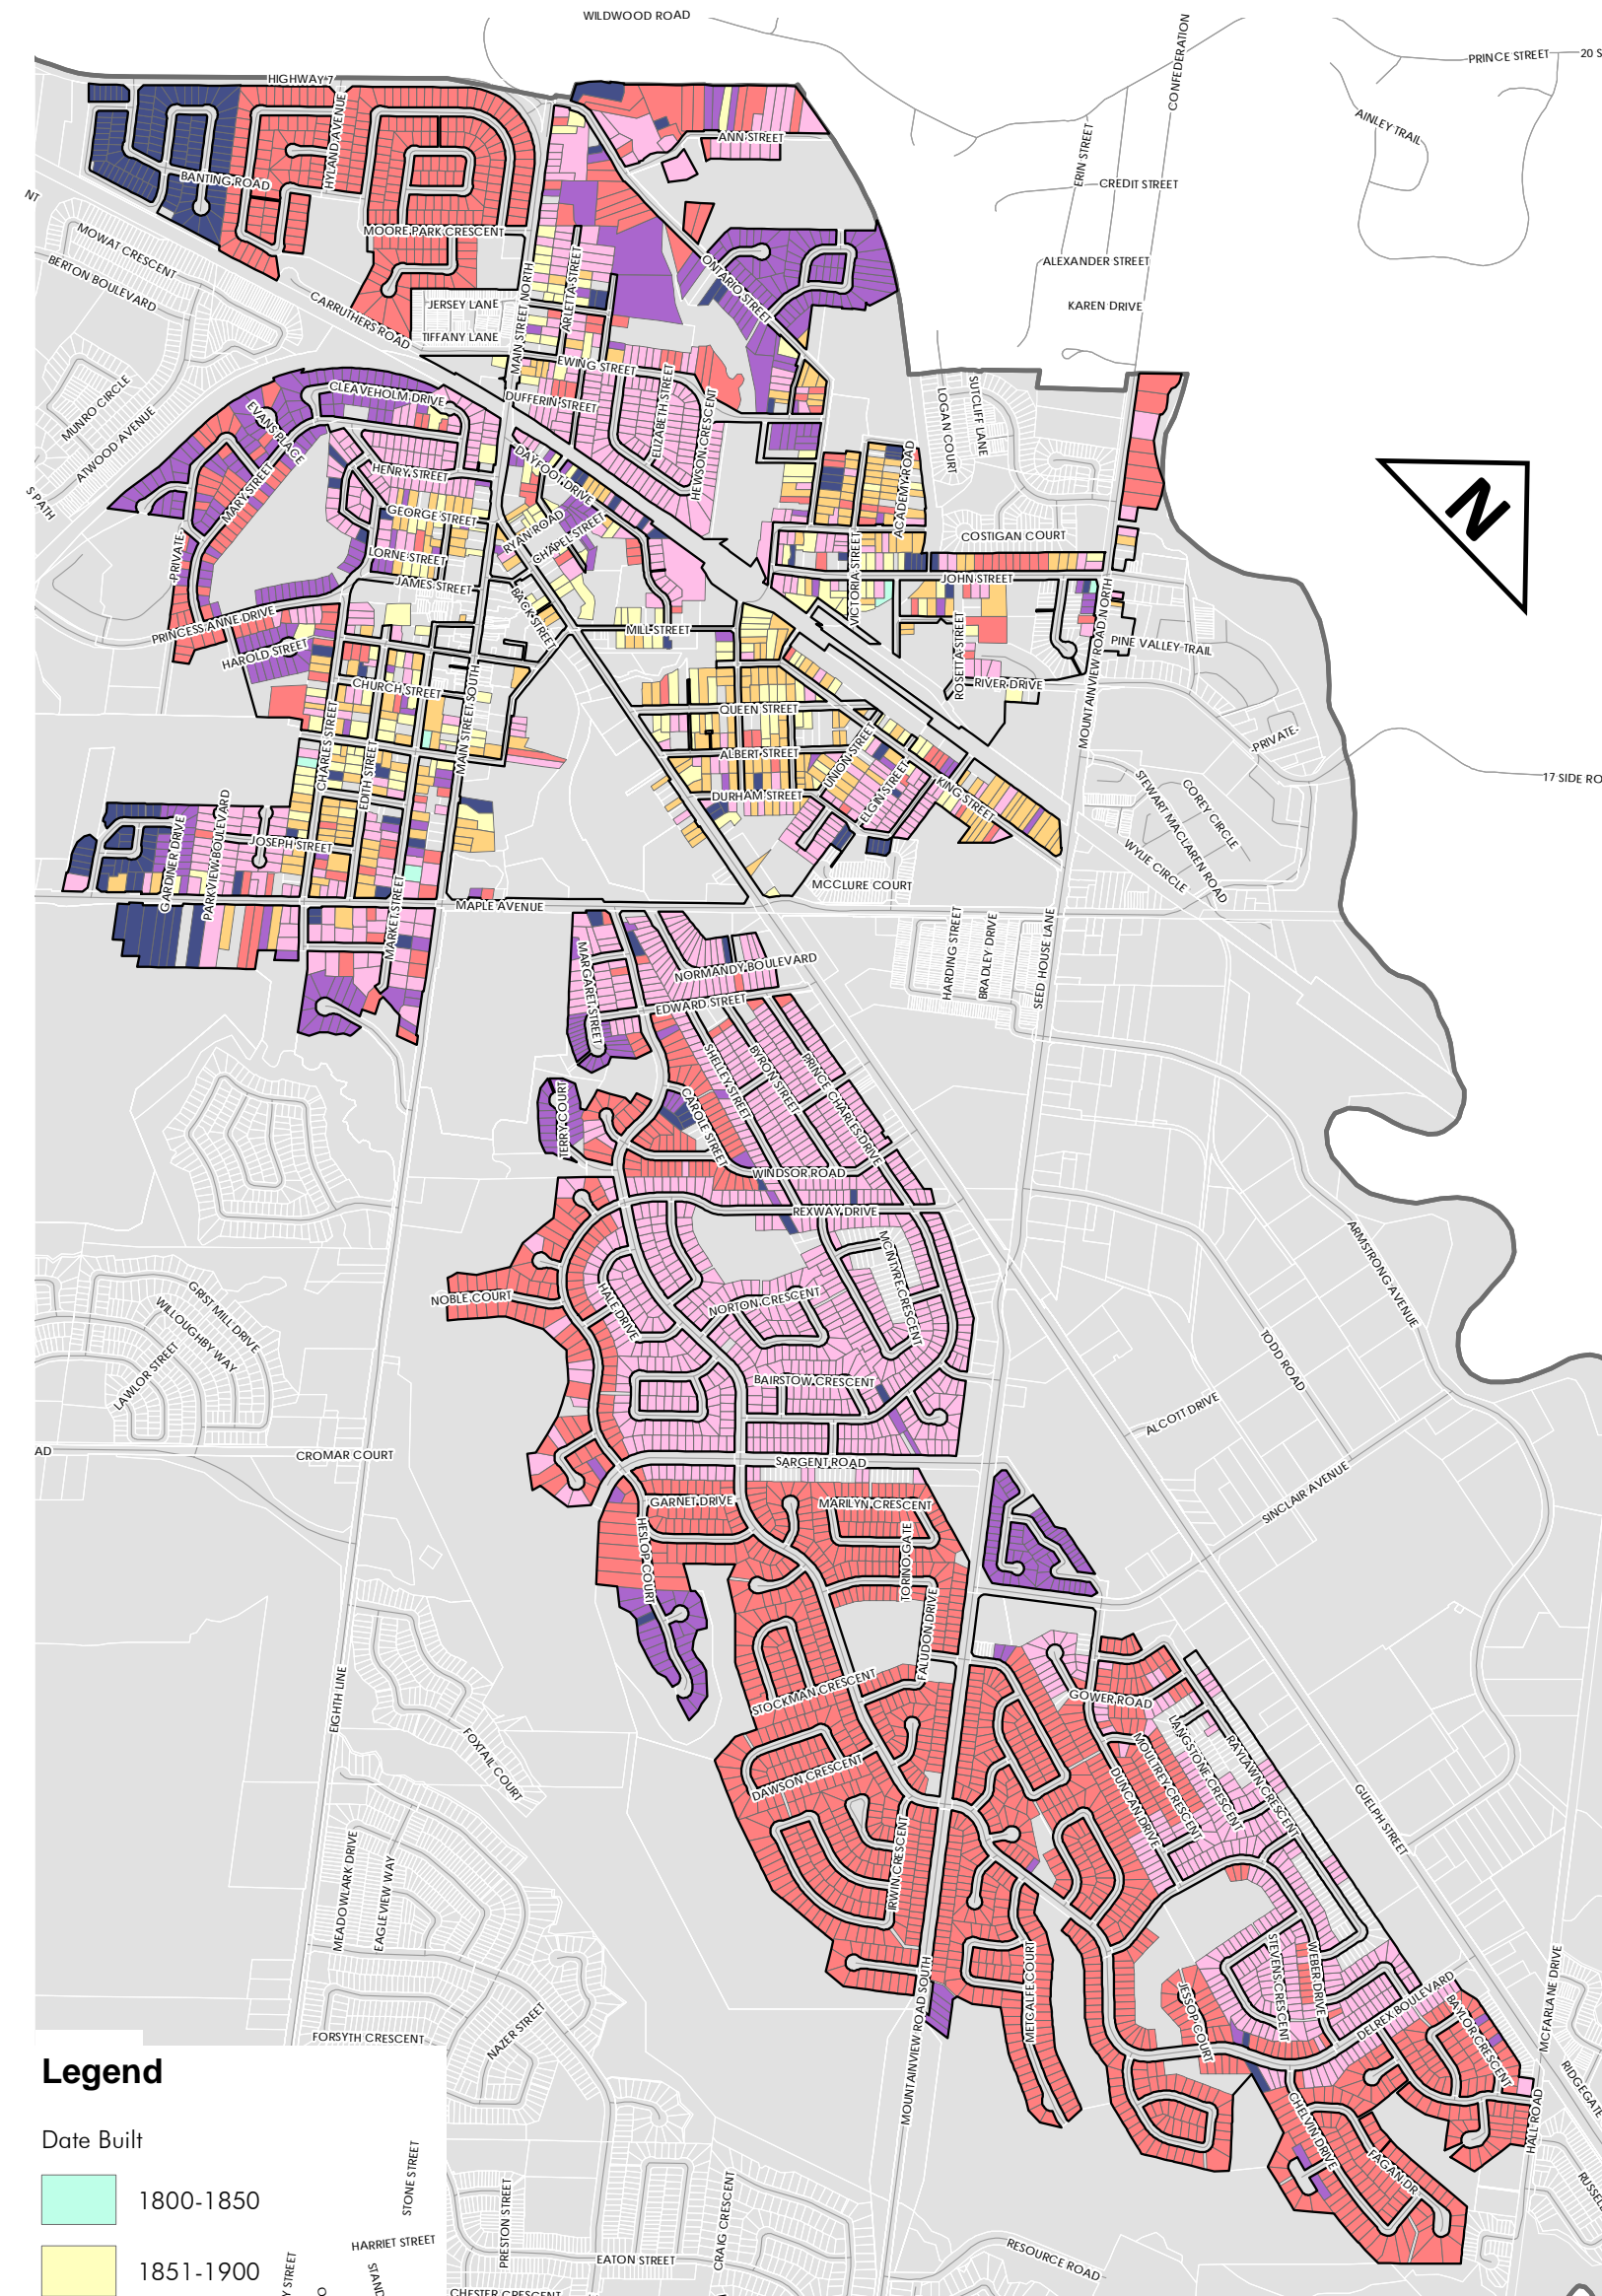 WILDWOOD ROAD
CONFEDERATION
PRINCE STREET
20 S
HIGHWAY 7
AINLEY TRAIL
HYLAND AVENUE
ANN STREET
ERIN STREET
BANTING ROAD
CREDIT STREET
NT
MOWAT CRESCENT
MOORE PARK CRESCENT
BERTON BOULEVARD
ONTARIO STREET
ALEXANDER STREET
ARLETTA STREET
JERSEY LANE
KAREN DRIVE
CARRUTHERS ROAD
MAIN STREET NORTH
TIFFANY LANE
EWING STREET
MUNRO CIRCLE
CLEAVEHOLM DRIVE
DUFFERIN STREET
ELIZABETH STREET
HEWSON CRESCENT
LOGAN COURT
SUTCLIFF LANE
ATWOOD AVENUE
EVANS PLACE
HENRY STREET
DAYFOOT DRIVE
ACADEMY ROAD
N
S PATH
MARY STREET
GEORGE STREET
RYAN ROAD
CHAPEL STREET
COSTIGAN COURT
-PRIVATE-
LORNE STREET
VICTORIA STREET
JAMES STREET
JOHN STREET
BACK STREET
PRINCESS ANNE DRIVE
MILL STREET
HAROLD STREET
ROSETTA STREET
PINE VALLEY TRAIL
MOUNTAINVIEW ROAD NORTH
CHURCH STREET
RIVER DRIVE
QUEEN STREET
MAIN STREET SOUTH
CHARLES STREET
ALBERT STREET
UNION STREET
-PRIVATE-
EDITH STREET
17 SIDE RO
DURHAM STREET
ELGIN STREET
KING STREET
STEWART MACLAREN ROAD
COREY CIRCLE
GARDINER DRIVE
PARKVIEW BOULEVARD
JOSEPH STREET
WYLIE CIRCLE
MCCLURE COURT
MAPLE AVENUE
MARKET STREET
HARDING STREET
BRADLEY DRIVE
SEED HOUSE LANE
MARGARET STREET
NORMANDY BOULEVARD
EDWARD STREET
SHELLEY STREET
BYRON STREET
PRINCE CHARLES DRIVE
TERRY COURT
CAROLE STREET
WINDSOR ROAD
REXWAY DRIVE
MCINTYRE CRESCENT
ARMSTRONG AVENUE
GRIST MILL DRIVE
WILLOUGHBY WAY
NOBLE COURT
HALE DRIVE
NORTON CRESCENT
LAWLOR STREET
TODD ROAD
BAIRSTOW CRESCENT
ALCOTT DRIVE
AD
CROMAR COURT
SARGENT ROAD
SINCLAIR AVENUE
GARNET DRIVE
MARILYN CRESCENT
HESLOP COURT
TORINO GATE
FALUDON DRIVE
EIGHTH LINE
STOCKMAN CRESCENT
GOWER ROAD
FOXTAIL COURT
LANGSTONE CRESCENT
RAYLAWN CRESCENT
MOULTREY CRESCENT
DAWSON CRESCENT
DUNCAN DRIVE
GUELPH STREET
MEADOWLARK DRIVE
EAGLEVIEW WAY
IRWIN CRESCENT
METCALFE COURT
STEVENS CRESCENT
WEBER DRIVE
MCFARLANE DRIVE
JESSOP COURT
DELREX BOULEVARD
BAYLOR CRESCENT
MOUNTAINVIEW ROAD SOUTH
FORSYTH CRESCENT
NAZER STREET
RIDGEGATE
HALL ROAD
CHELVIN DRIVE
FAGAN DR
RUSSELL
Legend
Date Built
1800-1850
1851-1900
STONE STREET
HARRIET STREET
PRESTON STREET
CRAIG CRESCENT
EATON STREET
RESOURCE ROAD
Y STREET
STAND
CHESTER CRESCENT